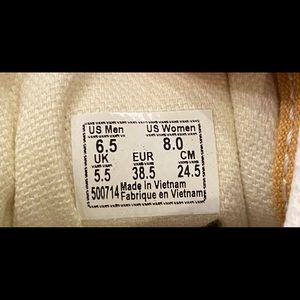 US Men US Women
6.5 8.0
UK EUR CM
5.5 38.5 24.5
500714 Made in Vietnam
Fabrique en Vietnam